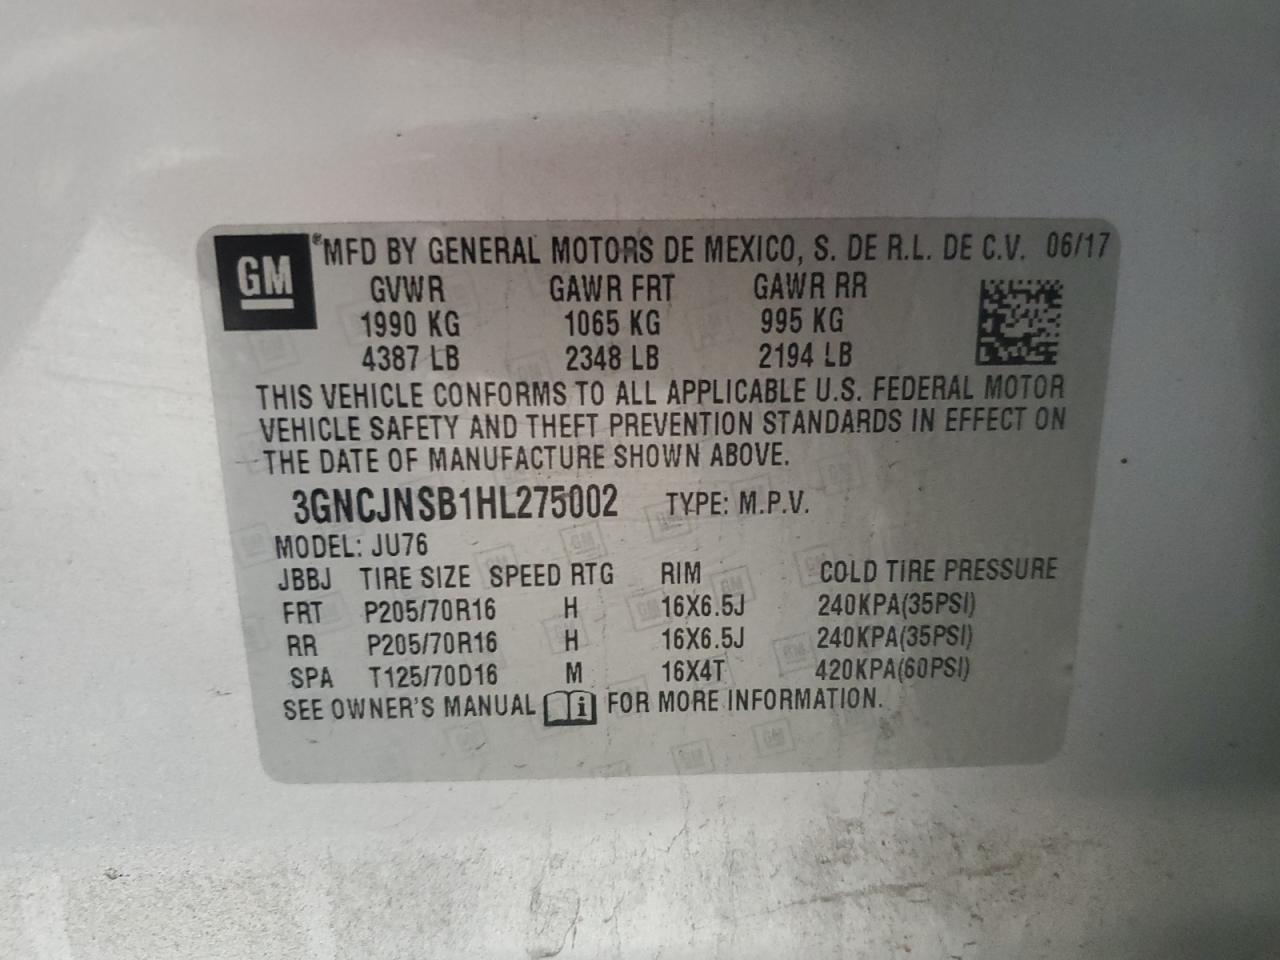 GM ®MFD BY GENERAL MOTORS DE MEXICO, S. DE R.L. DE C.V. 06/17
GVWR GAWR FRT GAWR RR
1990 KG 1065 KG 995 KG
4387 LB 2348 LB 2194 LB
THIS VEHICLE CONFORMS TO ALL APPLICABLE U.S. FEDERAL MOTOR
VEHICLE SAFETY AND THEFT PREVENTION STANDARDS IN EFFECT ON
THE DATE OF MANUFACTURE SHOWN ABOVE.
3GNCJNSB1HL275002 TYPE: M.P.V.
MODEL: JU76
JBBJ TIRE SIZE SPEED RTG RIM COLD TIRE PRESSURE
FRT P205/70R16 H 16X6.5J 240KPA(35PSI)
RR P205/70R16 H 16X6.5J 240KPA(35PSI)
SPA T125/70D16 M 16X4T 420KPA(60PSI)
SEE OWNER'S MANUAL i FOR MORE INFORMATION.